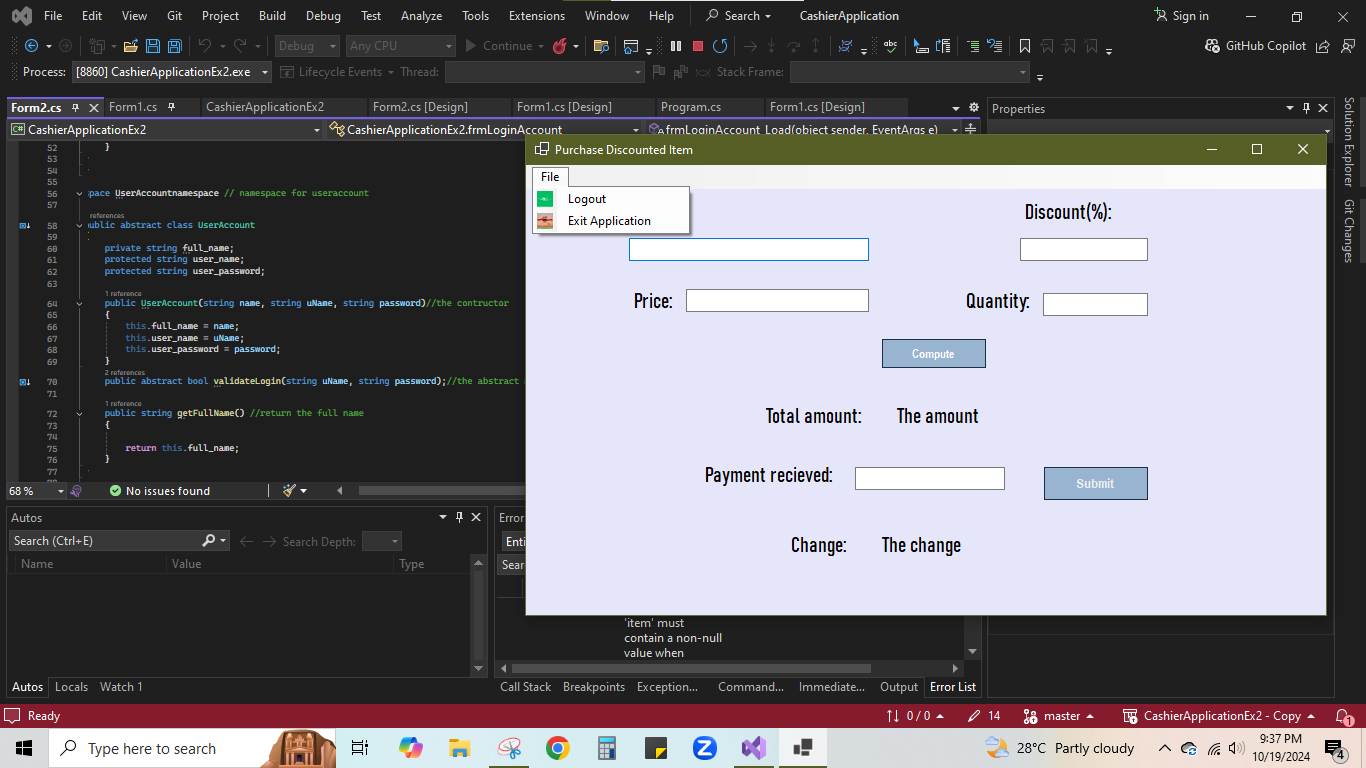 File Edit View Git Project Build Debug Test Analyze Tools Extensions Window Help Search CashierApplication Sign in
Debug Any CPU Continue GitHub Copilot
Process: [8860] CashierApplicationEx2.exe Lifecycle Events Thread: Stack Frame:
Form2.cs Form1.cs CashierApplicationEx2 Form2.cs [Design] Form1.cs [Design] Program.cs Form1.cs [Design] Properties
CashierApplicationEx2 CashierApplicationEx2.frmLoginAccount frmLoginAccount_Load(object sender, EventArgs e)
Solution Explorer
Git Changes
52 }
53
54
55
56 pace UserAccountnamespace // namespace for useraccount
57
references
58 ublic abstract class UserAccount
59
60 private string full_name;
61 protected string user_name;
62 protected string user_password;
63
1 reference
64 public UserAccount(string name, string uName, string password)//the contructor
65 {
66 this.full_name = name;
67 this.user_name = uName;
68 this.user_password = password;
69 }
2 references
70 public abstract bool validateLogin(string uName, string password);//the abstract
71
1 reference
72 public string getFullName() //return the full name
73 {
74
75 return this.full_name;
76 }
77
68 % No issues found
Purchase Discounted Item
File
Logout
Exit Application
Discount(%):
Price: Quantity:
Compute
Total amount: The amount
Payment recieved: Submit
Change: The change
Autos
Search (Ctrl+E) Search Depth:
Name Value Type
Autos Locals Watch 1
Error
Enti
Sear
'item' must
contain a non-null
value when
Call Stack Breakpoints Exception... Command... Immediate... Output Error List
Ready 0 / 0 14 master CashierApplicationEx2 - Copy 1
Type here to search 28°C Partly cloudy 9:37 PM
10/19/2024 4